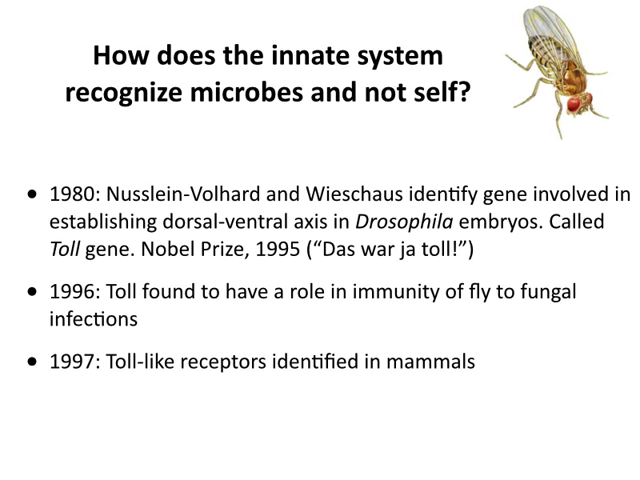 How does the innate system
recognize microbes and not self?
• 1980: Nusslein-Volhard and Wieschaus identify gene involved in
establishing dorsal-ventral axis in Drosophila embryos. Called
Toll gene. Nobel Prize, 1995 (“Das war ja toll!”)
• 1996: Toll found to have a role in immunity of fly to fungal
infections
• 1997: Toll-like receptors identified in mammals